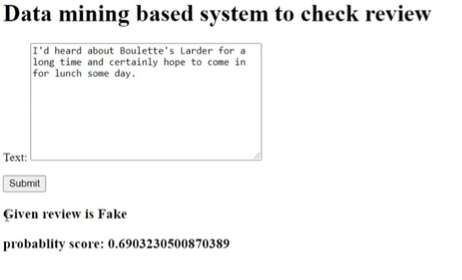 Data mining based system to check review
I'd heard about Boulette's Larder for a
long time and certainly hope to come in
for lunch some day.
Text:
Submit
Given review is Fake
probablity score: 0.6903230500870389